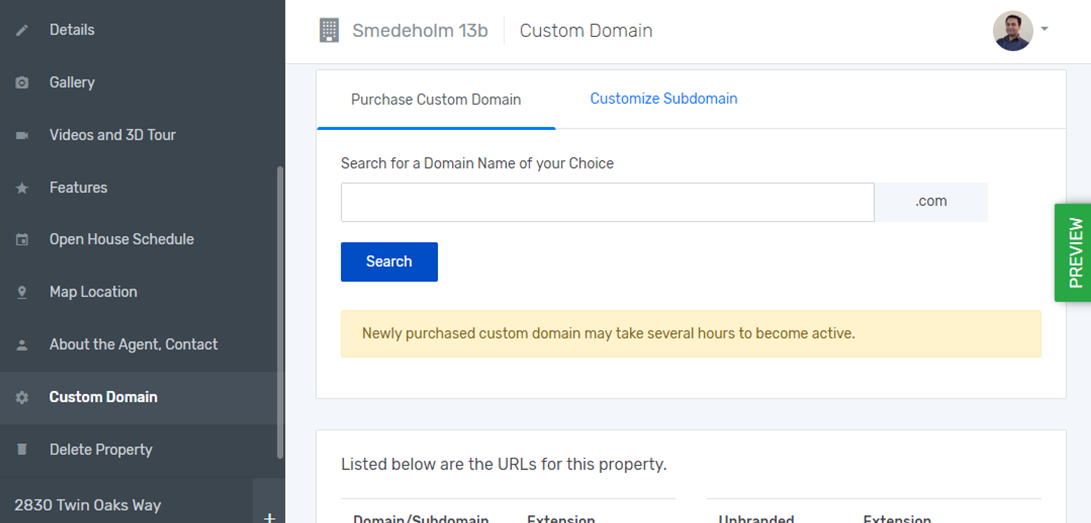 Details
Gallery
Videos and 3D Tour
Features
Open House Schedule
Map Location
About the Agent, Contact
Custom Domain
Delete Property
2830 Twin Oaks Way
+
Smedeholm 13b
Custom Domain
Purchase Custom Domain
Customize Subdomain
Search for a Domain Name of your Choice
.com
Search
Newly purchased custom domain may take several hours to become active.
PREVIEW
Listed below are the URLs for this property.
Domain/Subdomain Extension Unbranded Extension